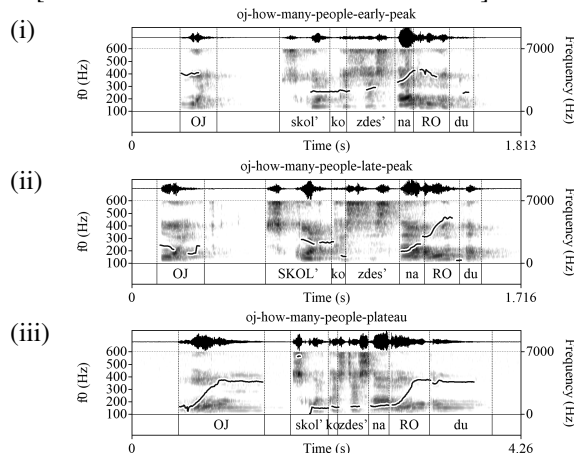 [ ]
(i)
oj-how-many-people-early-peak
600
500
400
300
200
100
f0 (Hz)
7000
0
Frequency (Hz)
OJ skol' ko zdes' na RO du
0 Time (s) 1.813
(ii)
oj-how-many-people-late-peak
600
500
400
300
200
100
f0 (Hz)
7000
0
Frequency (Hz)
OJ SKOL' ko zdes' na RO du
0 Time (s) 1.716
(iii)
oj-how-many-people-plateau
600
500
400
300
200
100
f0 (Hz)
7000
0
Frequency (Hz)
OJ skol' ko zdes' na RO du
0 Time (s) 4.26